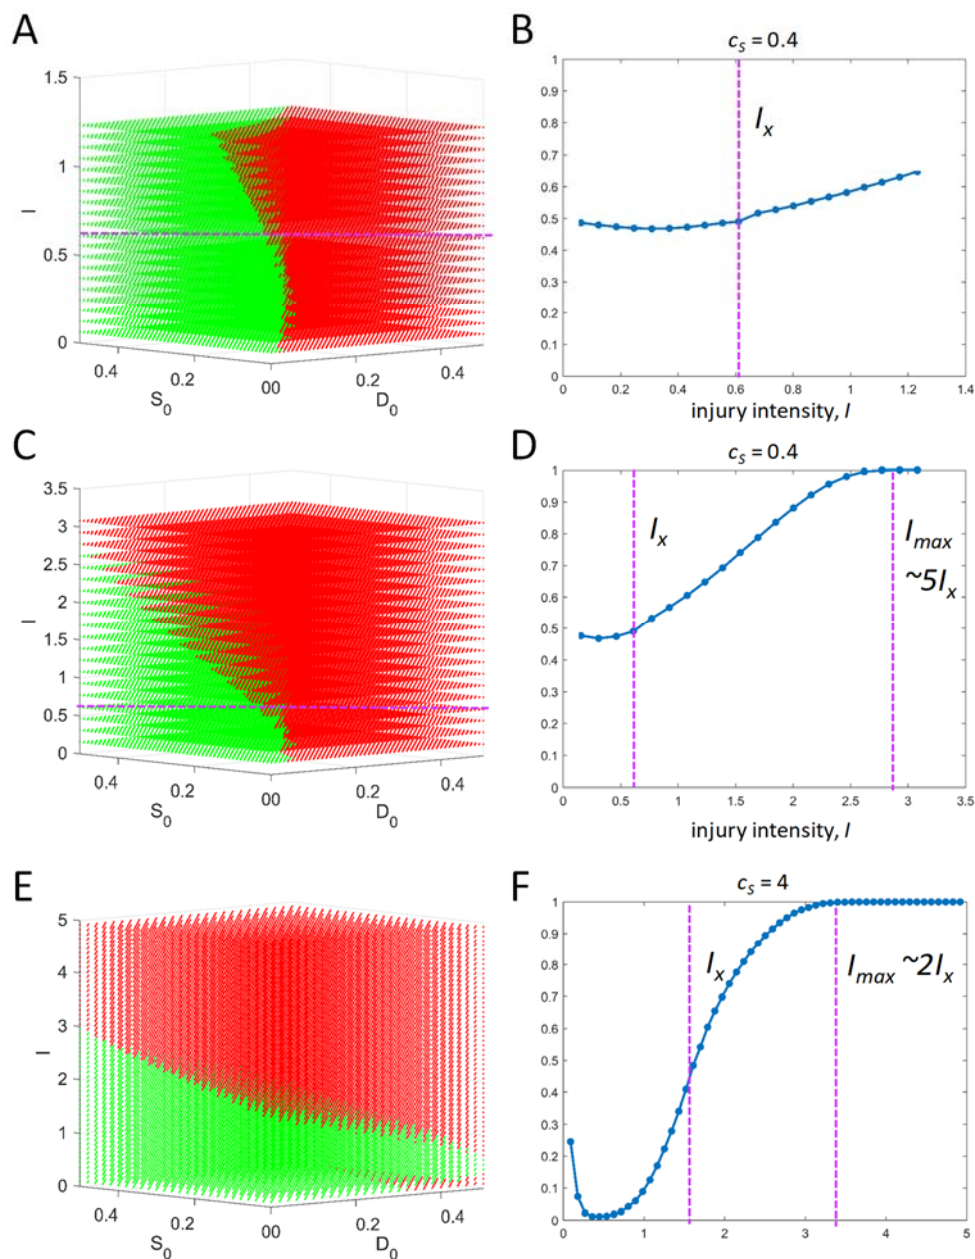 A
1.5
1
0.5
0
I
0.4
0.2
00
0.2
0.4
S0
D0
B
cS = 0.4
1
0.9
0.8
0.7
0.6
0.5
0.4
0.3
0.2
0.1
0
Ix
0 0.2 0.4 0.6 0.8 1 1.2 1.4
injury intensity, I
C
3.5
3
2.5
2
1.5
1
0.5
0
I
0.4
0.2
00
0.2
0.4
S0
D0
D
cS = 0.4
1
0.9
0.8
0.7
0.6
0.5
0.4
0.3
0.2
0.1
0
Ix
Imax
~5Ix
0 0.5 1 1.5 2 2.5 3 3.5
injury intensity, I
E
5
4
3
2
1
0
I
0.4
0.2
00
0.2
0.4
S0
D0
F
cS = 4
1
0.9
0.8
0.7
0.6
0.5
0.4
0.3
0.2
0.1
0
Ix
Imax ~2Ix
0 1 2 3 4 5